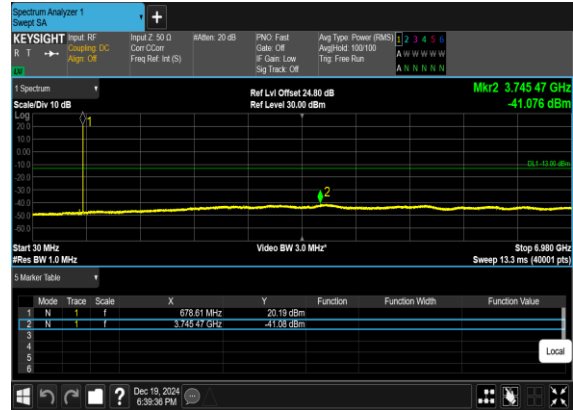 Spectrum Analyzer 1
Swept SA
KEYSIGHT Input: RF Input Z: 50 Ω #Atten: 20 dB PNO: Fast Avg Type: Power (RMS) 1 2 3 4 5 6
R T Coupling: DC Corr CCorr Gate: Off Avg|Hold: 100/100 A W W W W W
Align: Off Freq Ref: Int (S) IF Gain: Low Trig: Free Run
LXI Sig Track: Off A N N N N N
1 Spectrum Ref Lvl Offset 24.80 dB Mkr2 3.745 47 GHz
Scale/Div 10 dB Ref Level 30.00 dBm -41.076 dBm
Log
20.0
10.0
0.00
-10.0
-20.0
-30.0
-40.0
-50.0
-60.0
1
DL1 -13.00 dBm
2
Start 30 MHz Video BW 3.0 MHz* Stop 6.980 GHz
#Res BW 1.0 MHz Sweep 13.3 ms (40001 pts)
5 Marker Table
Mode Trace Scale X Y Function Function Width Function Value
1 N 1 f 678.61 MHz 20.19 dBm
2 N 1 f 3.745 47 GHz -41.08 dBm
3
4
5
6
Local
? Dec 19, 2024
6:39:36 PM